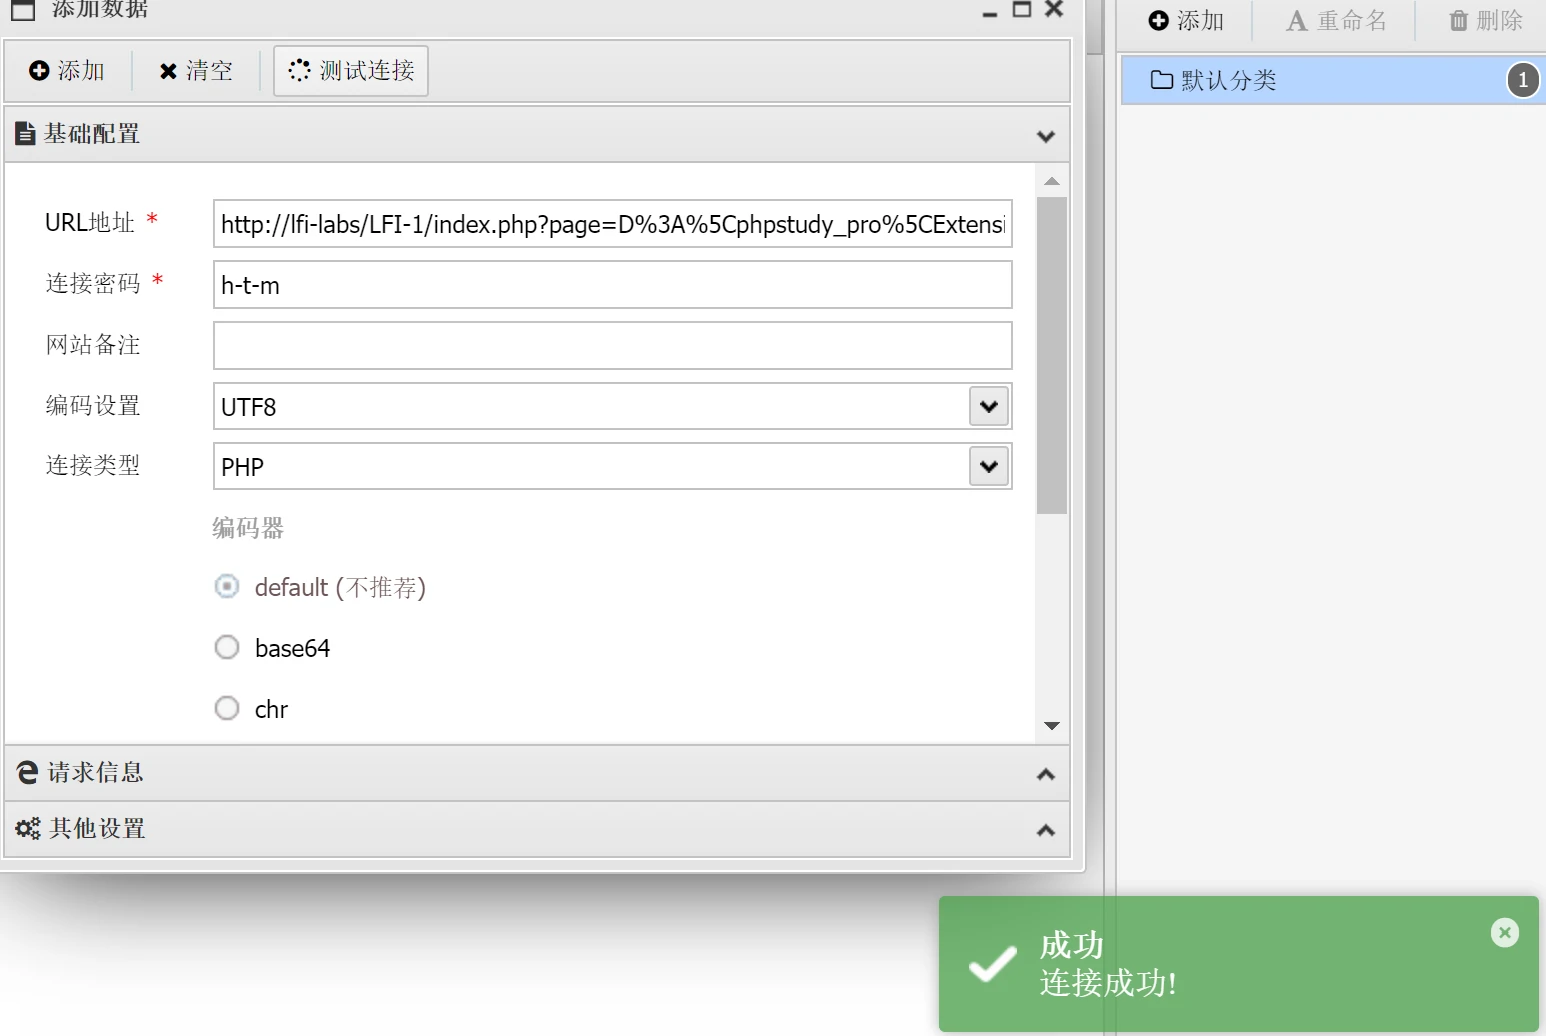 添加数据
添加 清空 测试连接
基础配置
URL地址 * http://lfi-labs/LFI-1/index.php?page=D%3A%5Cphpstudy_pro%5CExtensi
连接密码 * h-t-m
网站备注
编码设置 UTF8
连接类型 PHP
编码器
default (不推荐)
base64
chr
请求信息
其他设置
添加 重命名 删除
默认分类 1
成功
连接成功!